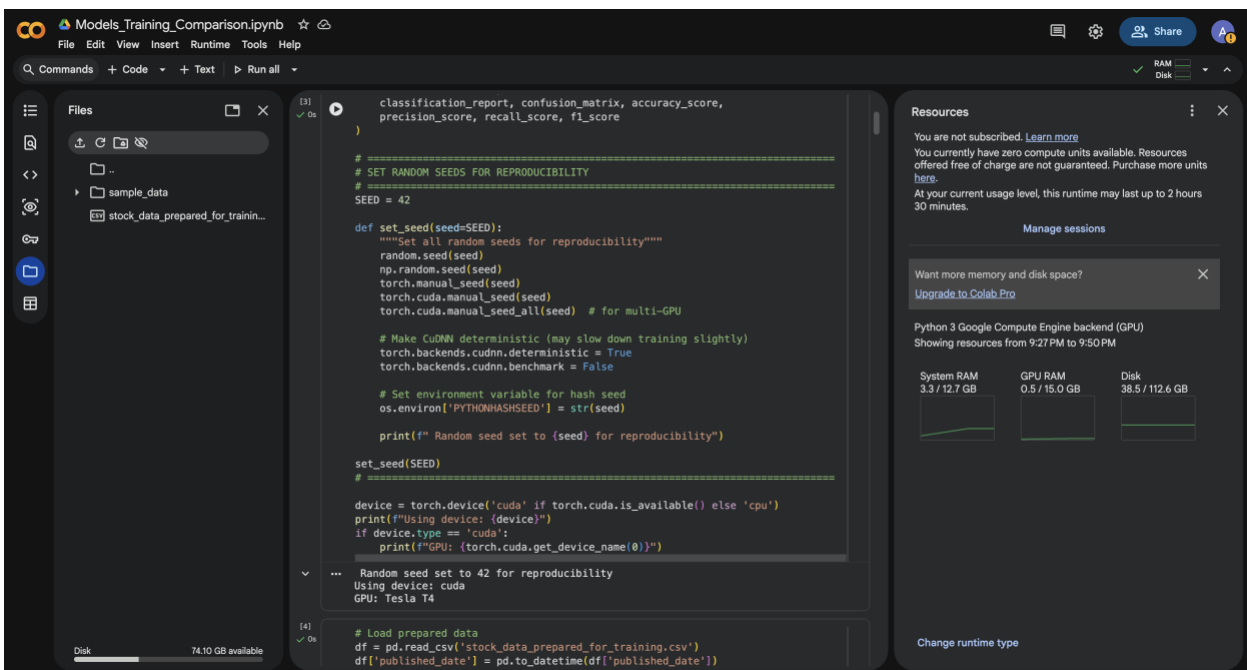 Models_Training_Comparison.ipynb
File Edit View Insert Runtime Tools Help
Share
A
Commands + Code + Text Run all
RAM
Disk
Files
..
sample_data
CSV stock_data_prepared_for_trainin...
Disk 74.10 GB available
[3]
0s
classification_report, confusion_matrix, accuracy_score,
precision_score, recall_score, f1_score
)
# ==============================================================================
# SET RANDOM SEEDS FOR REPRODUCIBILITY
# ==============================================================================
SEED = 42
def set_seed(seed=SEED):
"""Set all random seeds for reproducibility"""
random.seed(seed)
np.random.seed(seed)
torch.manual_seed(seed)
torch.cuda.manual_seed(seed)
torch.cuda.manual_seed_all(seed)  # for multi-GPU
# Make CuDNN deterministic (may slow down training slightly)
torch.backends.cudnn.deterministic = True
torch.backends.cudnn.benchmark = False
# Set environment variable for hash seed
os.environ['PYTHONHASHSEED'] = str(seed)
print(f" Random seed set to {seed} for reproducibility")
set_seed(SEED)
# ==============================================================================
device = torch.device('cuda' if torch.cuda.is_available() else 'cpu')
print(f"Using device: {device}")
if device.type == 'cuda':
print(f"GPU: {torch.cuda.get_device_name(0)}")
... Random seed set to 42 for reproducibility
Using device: cuda
GPU: Tesla T4
[4]
0s
# Load prepared data
df = pd.read_csv('stock_data_prepared_for_training.csv')
df['published_date'] = pd.to_datetime(df['published_date'])
Resources
You are not subscribed. Learn more
You currently have zero compute units available. Resources
offered free of charge are not guaranteed. Purchase more units
here.
At your current usage level, this runtime may last up to 2 hours
30 minutes.
Manage sessions
Want more memory and disk space?
Upgrade to Colab Pro
Python 3 Google Compute Engine backend (GPU)
Showing resources from 9:27 PM to 9:50 PM
System RAM GPU RAM Disk
3.3 / 12.7 GB 0.5 / 15.0 GB 38.5 / 112.6 GB
Change runtime type